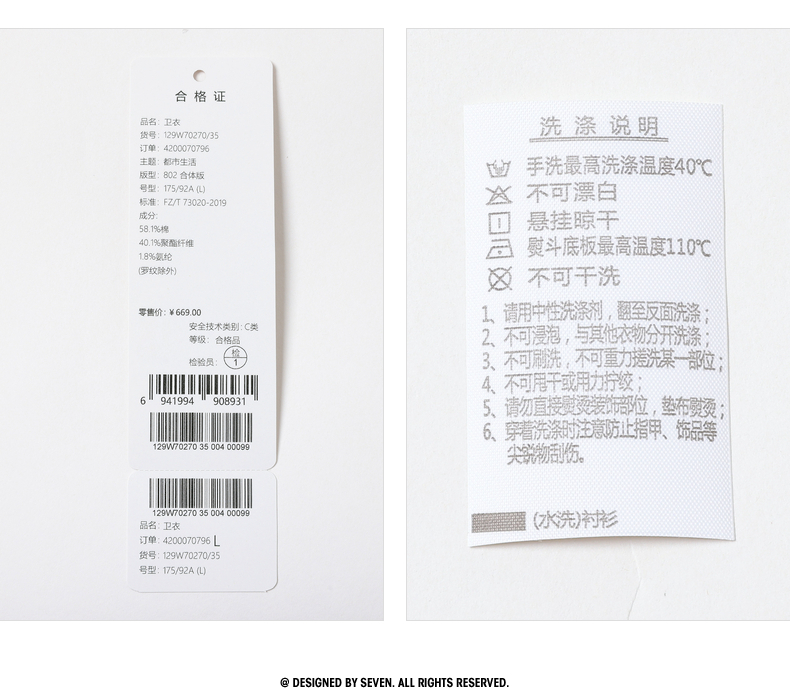 合格证
品名: 卫衣
货号: 129W70270/35
订单: 4200070796
主题: 都市生活
版型: 802 合体版
号型: 175/92A (L)
标准: FZ/T 73020-2019
成分:
58.1%棉
40.1%聚酯纤维
1.8%氨纶
(罗纹除外)
零售价: ¥669.00
安全技术类别: C类
等级: 合格品
检验员: 检 1
6 941994 908931
129W70270 35 004 00099
129W70270 35 004 00099
品名: 卫衣
订单: 4200070796 L
货号: 129W70270/35
号型: 175/92A (L)
洗涤说明
手洗最高洗涤温度40℃
不可漂白
悬挂晾干
熨斗底板最高温度110℃
不可干洗
1、请用中性洗涤剂，翻至反面洗涤；
2、不可浸泡，与其他衣物分开洗涤；
3、不可刷洗，不可重力搓洗某一部位；
4、不可甩干或用力拧绞；
5、请勿直接熨烫装饰部位，垫布熨烫；
6、穿着洗涤时注意防止指甲、饰品等
尖锐物刮伤。
(水洗)衬衫
@ DESIGNED BY SEVEN. ALL RIGHTS RESERVED.